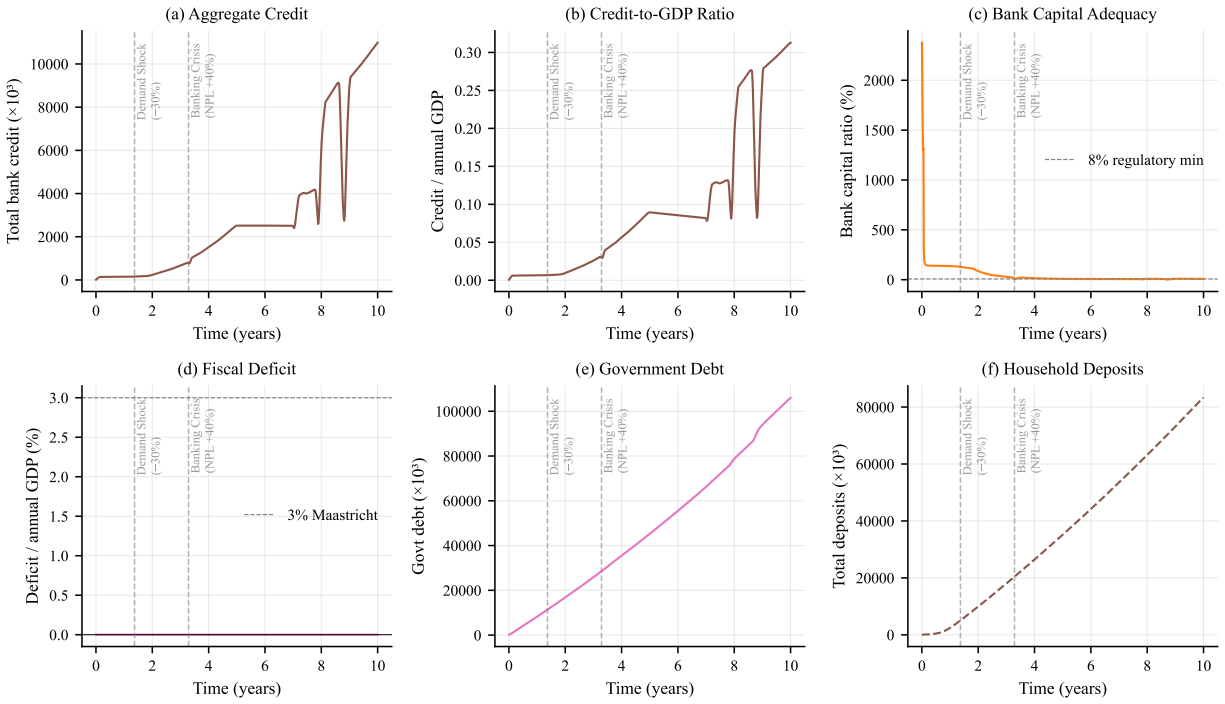 (a) Aggregate Credit
Total bank credit (×10³)
10000
8000
6000
4000
2000
0
Demand Shock
(−30%)
Banking Crisis
(NPL +40%)
0 2 4 6 8 10
Time (years)
(b) Credit-to-GDP Ratio
Credit / annual GDP
0.30
0.25
0.20
0.15
0.10
0.05
0.00
Demand Shock
(−30%)
Banking Crisis
(NPL +40%)
0 2 4 6 8 10
Time (years)
(c) Bank Capital Adequacy
Bank capital ratio (%)
2000
1500
1000
500
0
Demand Shock
(−30%)
Banking Crisis
(NPL +40%)
8% regulatory min
0 2 4 6 8 10
Time (years)
(d) Fiscal Deficit
Deficit / annual GDP (%)
3.0
2.5
2.0
1.5
1.0
0.5
0.0
Demand Shock
(−30%)
Banking Crisis
(NPL +40%)
3% Maastricht
0 2 4 6 8 10
Time (years)
(e) Government Debt
Govt debt (×10³)
100000
80000
60000
40000
20000
0
Demand Shock
(−30%)
Banking Crisis
(NPL +40%)
0 2 4 6 8 10
Time (years)
(f) Household Deposits
Total deposits (×10³)
80000
60000
40000
20000
0
Demand Shock
(−30%)
Banking Crisis
(NPL +40%)
0 2 4 6 8 10
Time (years)